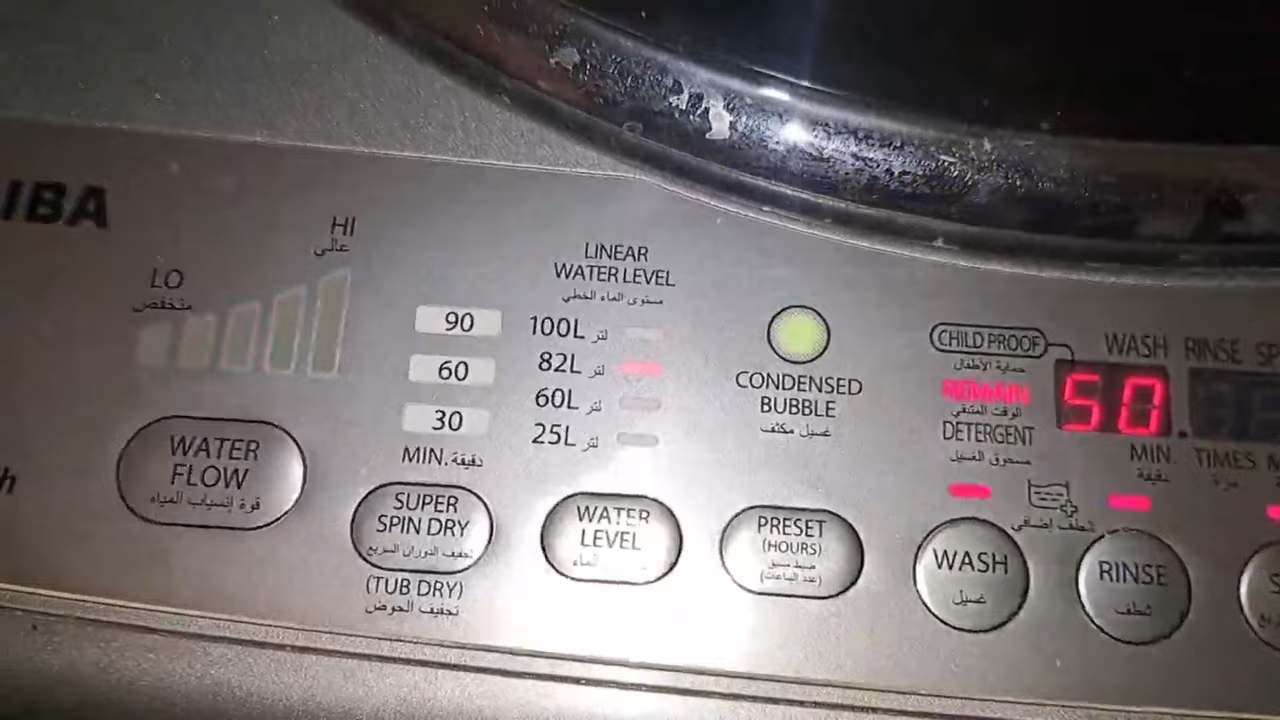 IBA
LO
منخفض
HI
عالى
WATER
FLOW
قوة إنسياب المياه
90
60
30
MIN. دقيقة
SUPER
SPIN DRY
تجفيف الدوران السريع
(TUB DRY)
تجفيف الحوض
LINEAR
WATER LEVEL
مستوى الماء الخطي
100L لتر
82L لتر
60L لتر
25L لتر
WATER
LEVEL
الماء
CONDENSED
BUBBLE
غسيل مكثف
PRESET
(HOURS)
ضبط مسبق
(عدد الساعات)
CHILD PROOF
حماية الأطفال
REMAIN
الوقت المتبقي
DETERGENT
مسحوق الغسيل
WASH RINSE SP
50
MIN. TIMES M
دقيقة مرة
WASH
غسيل
RINSE
شطف